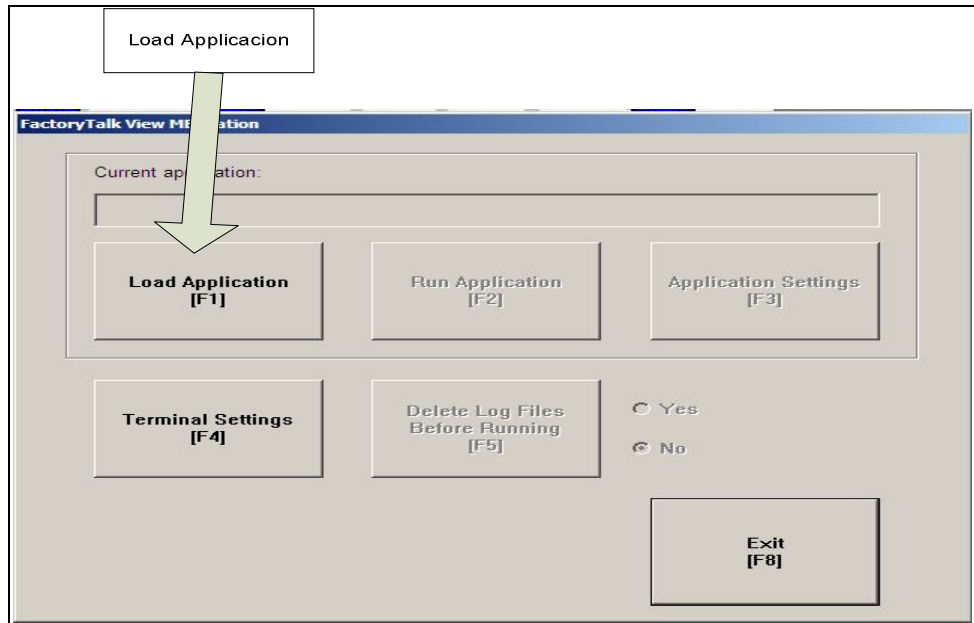 Load Applicacion
FactoryTalk View ME ation
Current ap ation:
Load Application
[F1]
Run Application
[F2]
Application Settings
[F3]
Terminal Settings
[F4]
Delete Log Files
Before Running
[F5]
Yes
No
Exit
[F8]